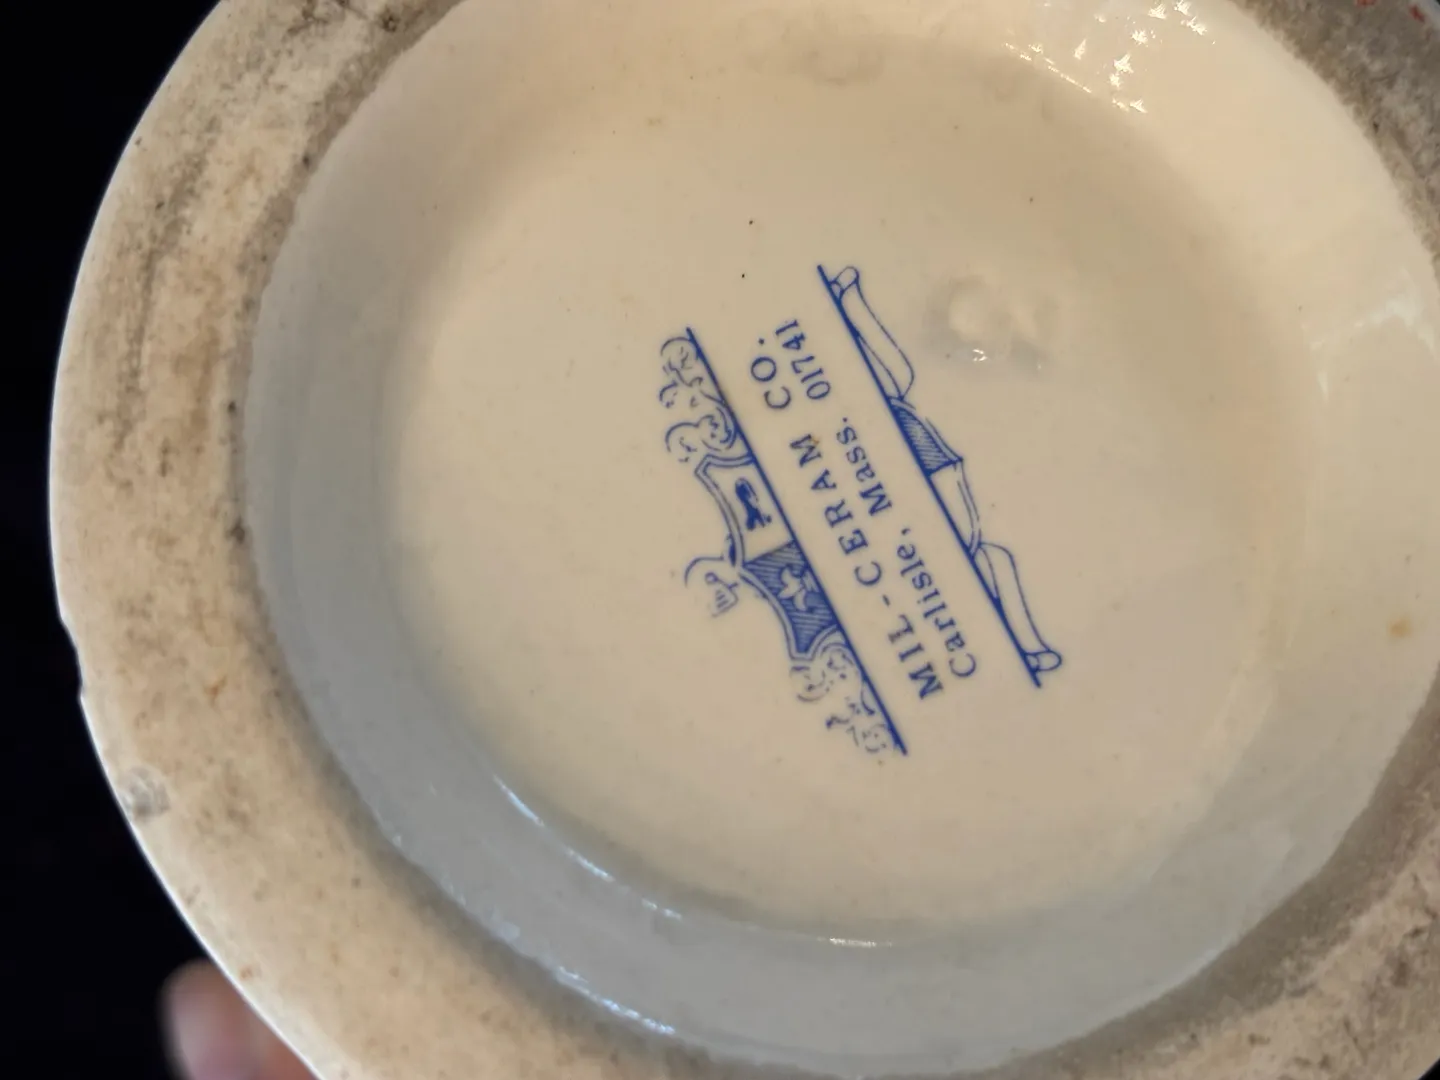 MIL-CERAM CO.
Carlisle, Mass. 01741